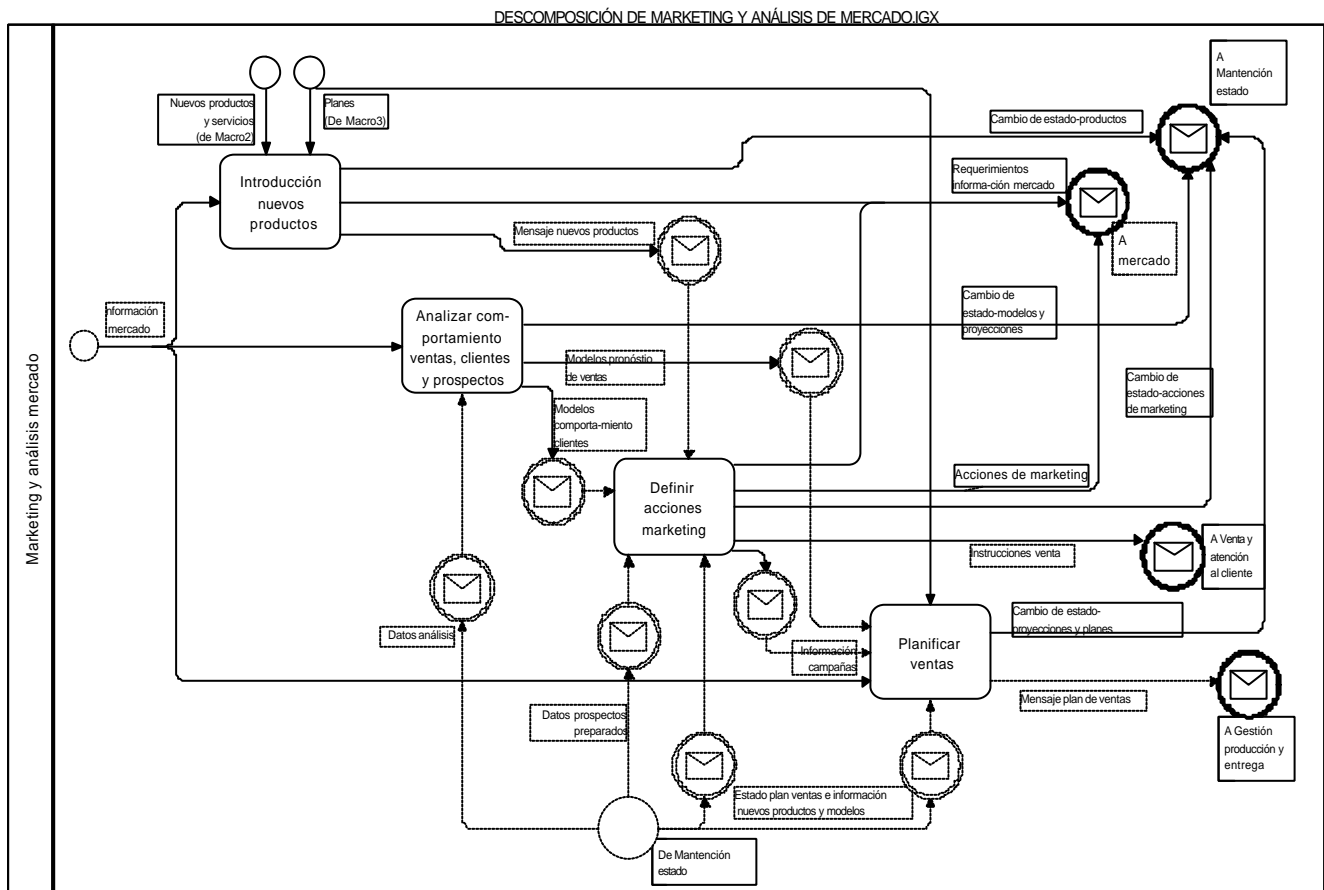 DESCOMPOSICIÓN DE MARKETING Y ANÁLISIS DE MERCADO.IGX
Marketing y análisis mercado
Nuevos productos
y servicios
(de Macro2)
Planes
(De Macro3)
A
Mantención
estado
Cambio de estado-productos
Introducción
nuevos
productos
Requerimientos
informa-ción mercado
Mensaje nuevos productos
A
mercado
nformación
mercado
Analizar com-
portamiento
ventas, clientes
y prospectos
Cambio de
estado-modelos y
proyecciones
Modelos pronóstio
de ventas
Cambio de
estado-acciones
de marketing
Modelos
comporta-miento
clientes
Definir
acciones
marketing
Acciones de marketing
Instrucciones venta
A Venta y
atención
al cliente
Datos análisis
Información
campañas
Planificar
ventas
Cambio de estado-
proyecciones y planes
Mensaje plan de ventas
Datos prospectos
preparados
A Gestión
producción y
entrega
Estado plan ventas e información
nuevos productos y modelos
De Mantención
estado